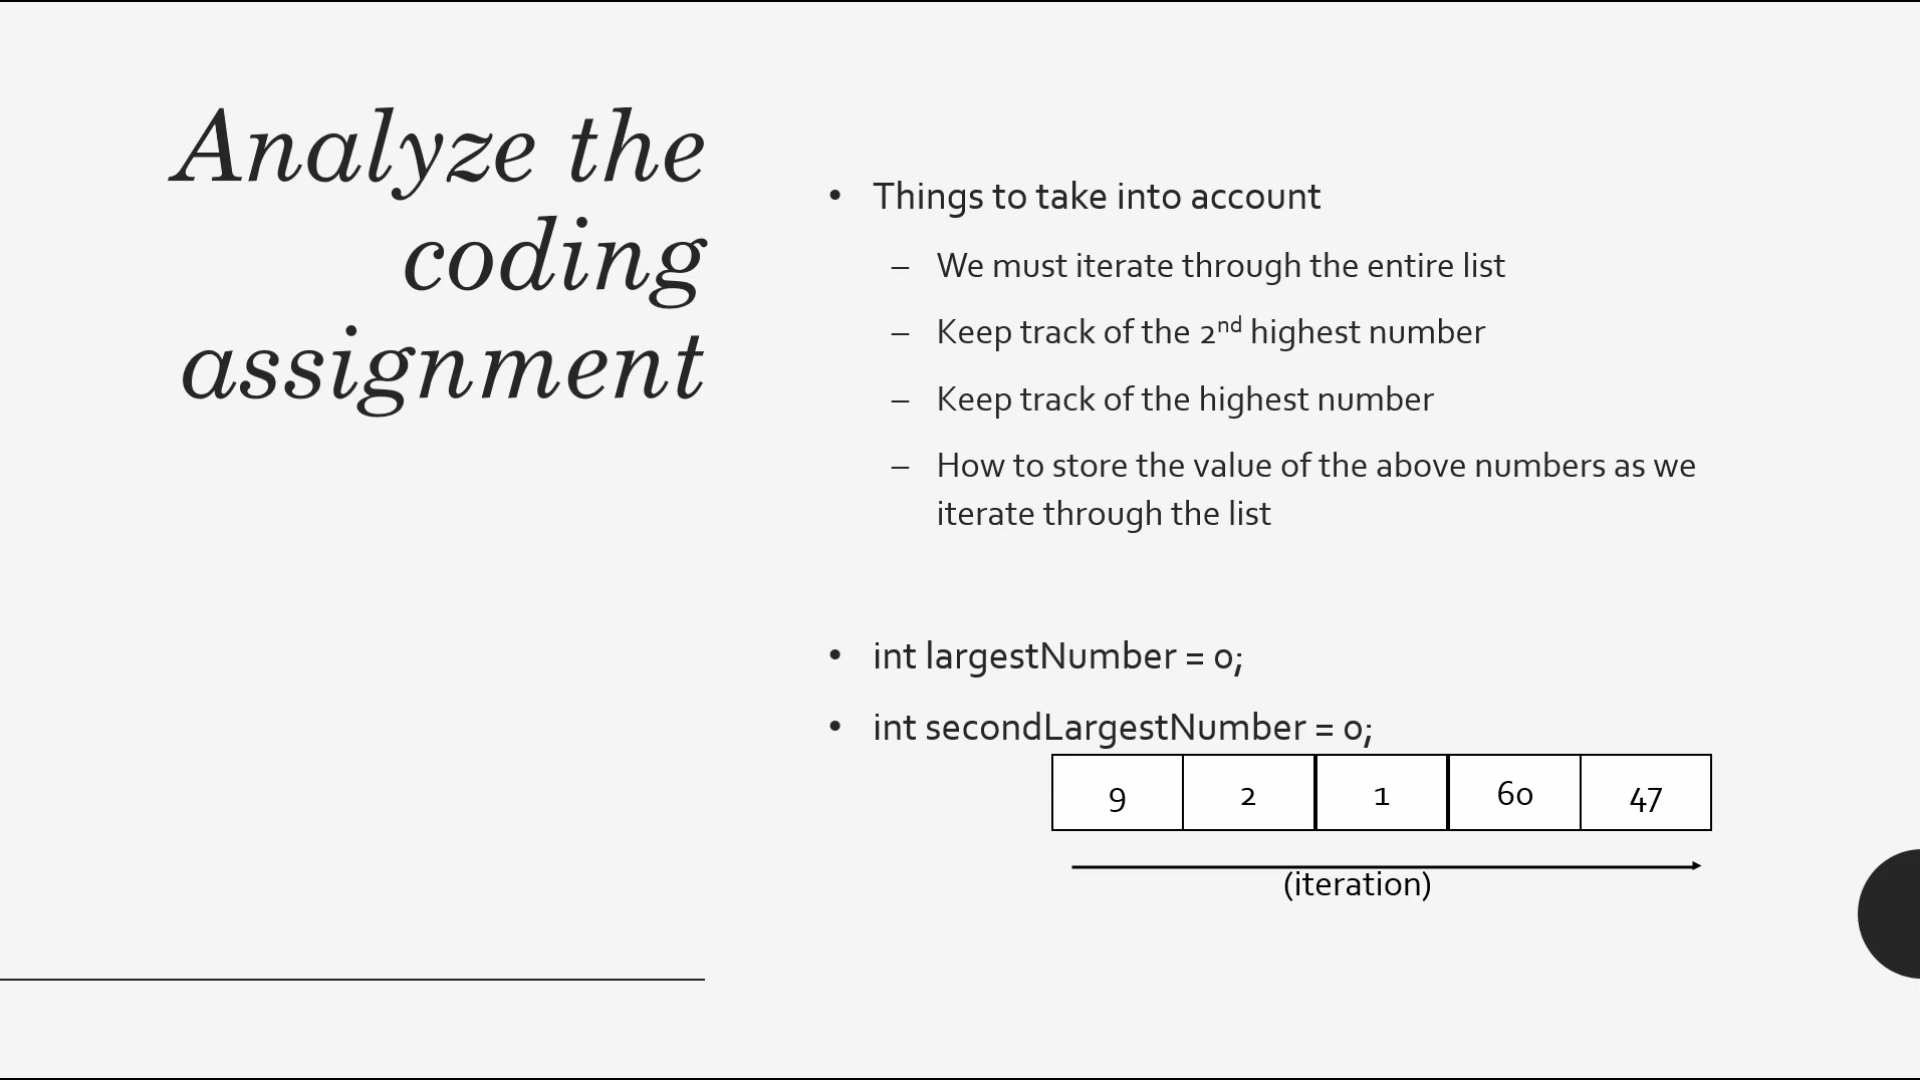 Analyze the
coding
assignment
• Things to take into account
– We must iterate through the entire list
– Keep track of the 2nd highest number
– Keep track of the highest number
– How to store the value of the above numbers as we
iterate through the list
• int largestNumber = 0;
• int secondLargestNumber = 0;
9 2 1 60 47
(iteration)